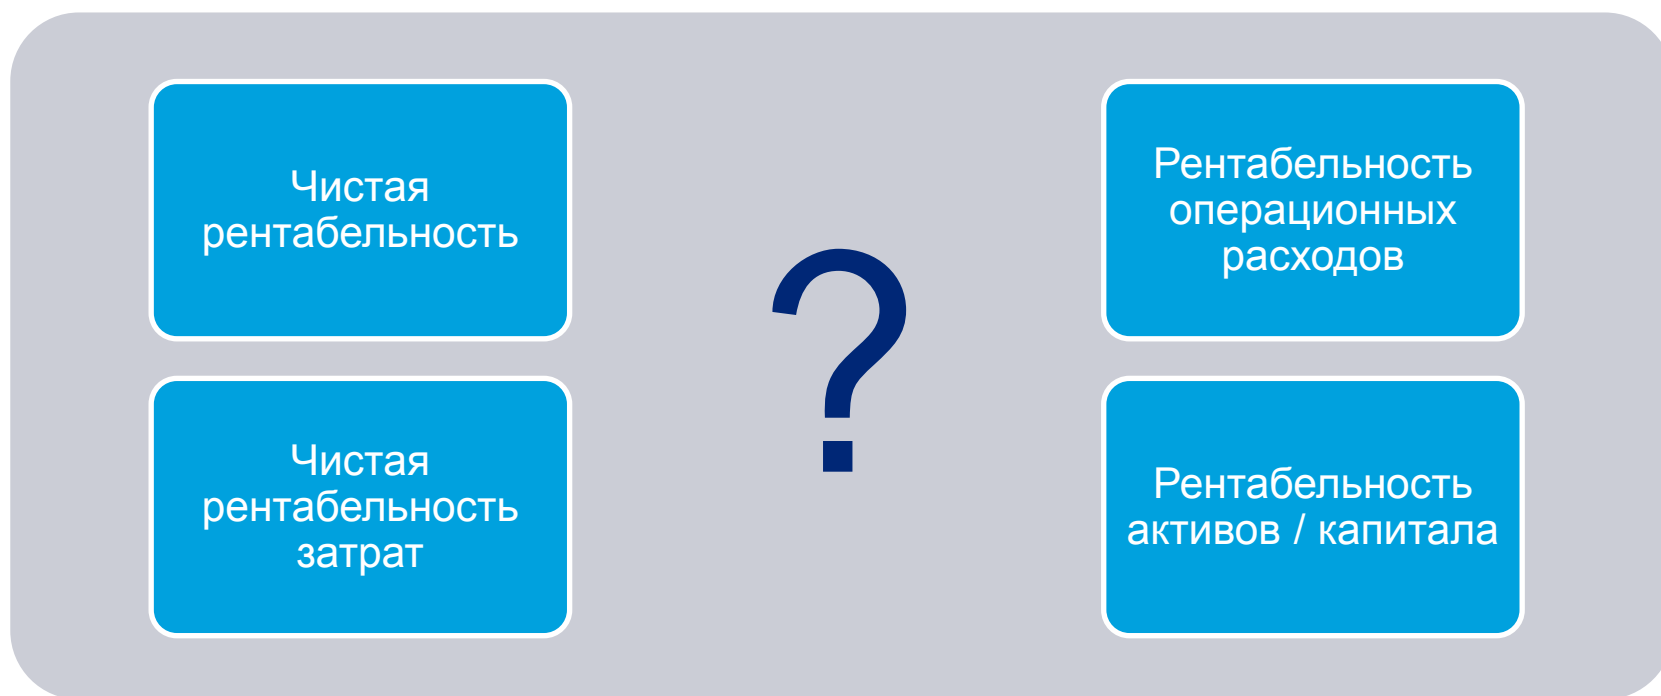 Чистая
рентабельность
Рентабельность
операционных
расходов
?
Чистая
рентабельность
затрат
Рентабельность
активов / капитала